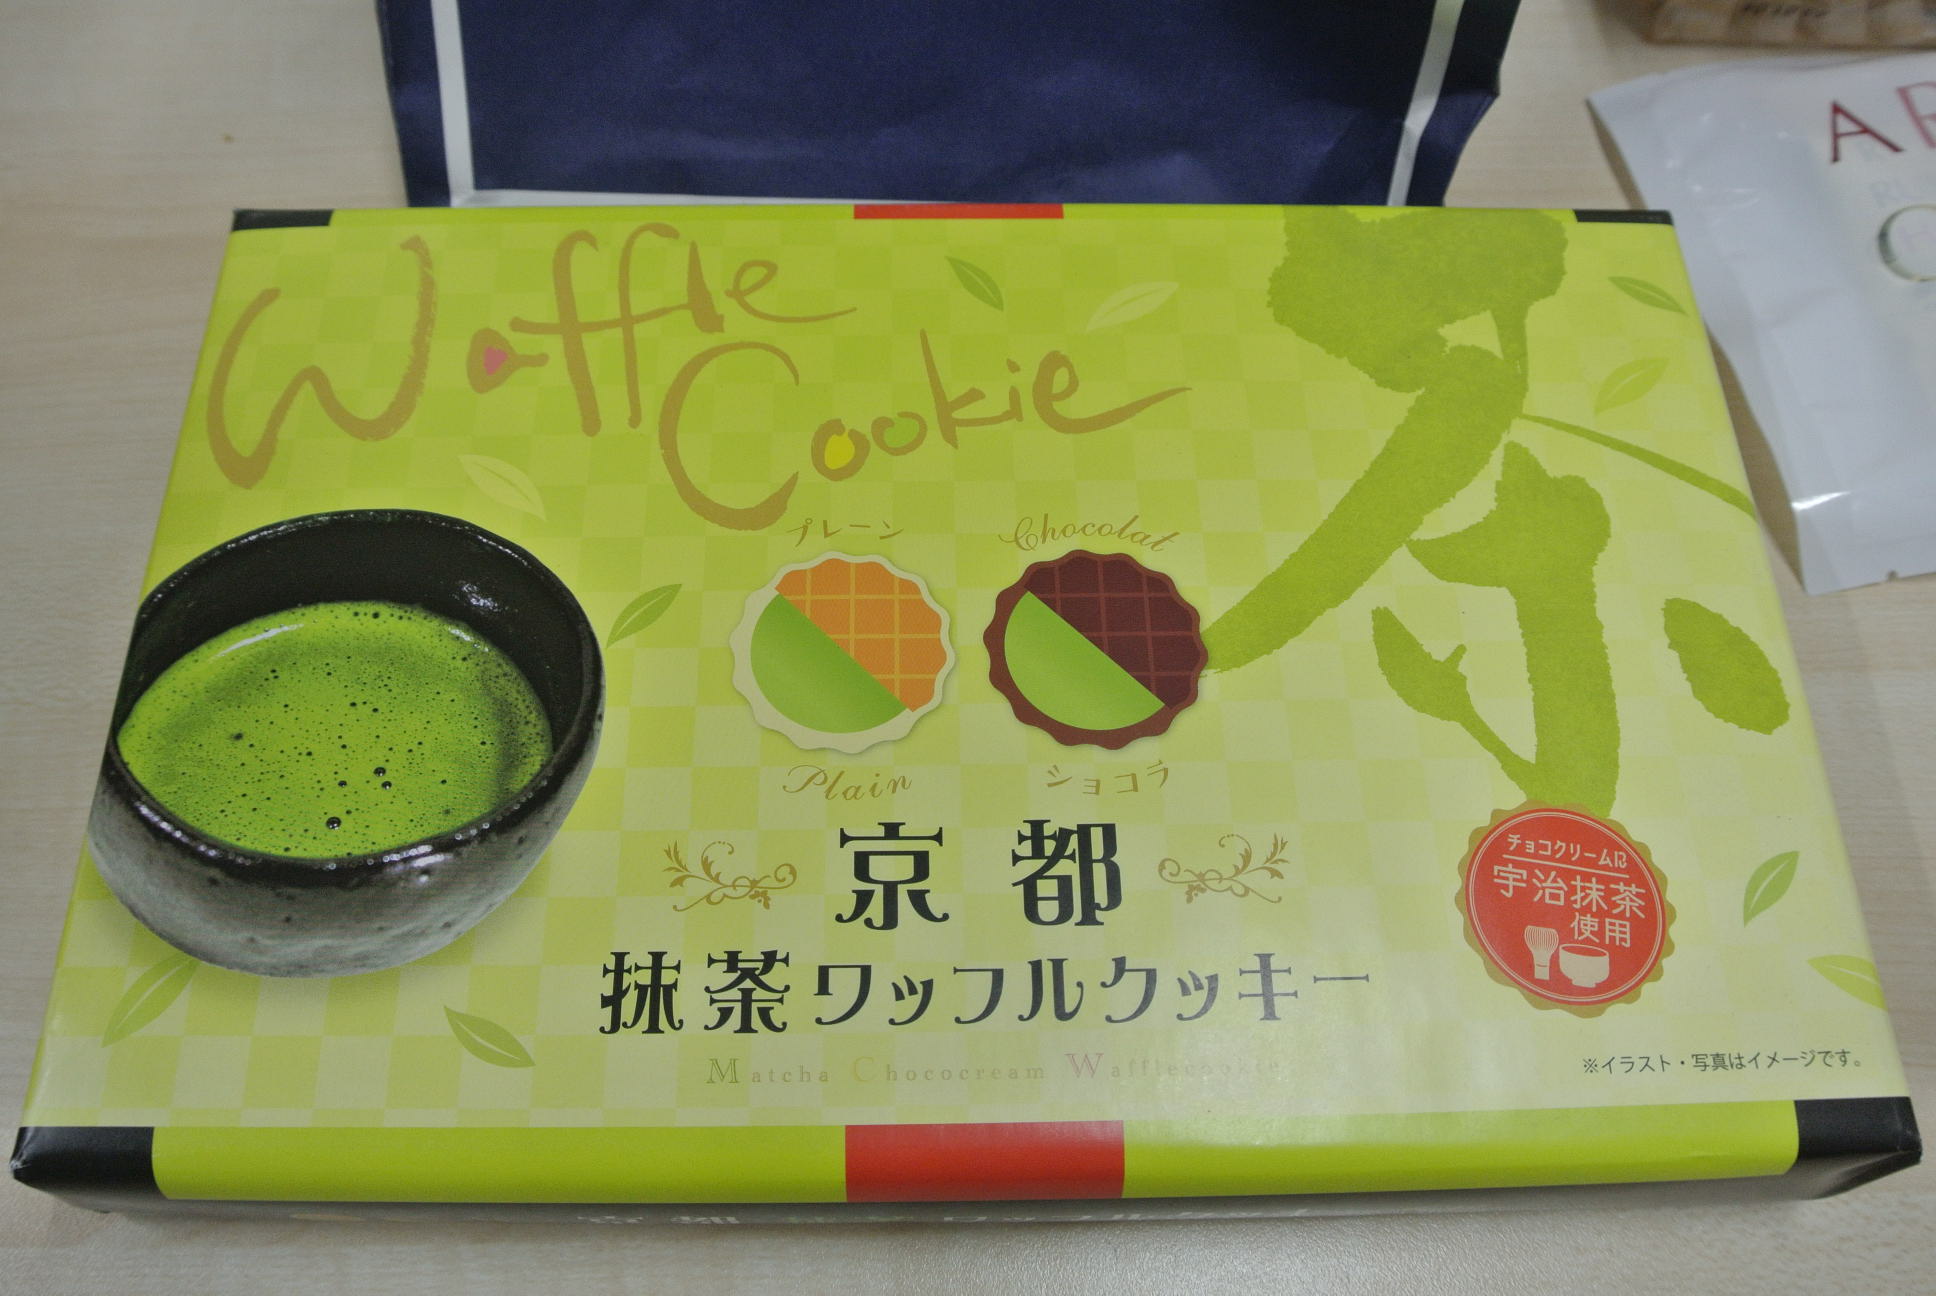 Waffle
Cookie
茶
プレーン
Chocolat
Plain
ショコラ
京都
抹茶ワッフルクッキー
Matcha Chococream Wafflecookie
チョコクリームに
宇治抹茶
使用
※イラスト・写真はイメージです。